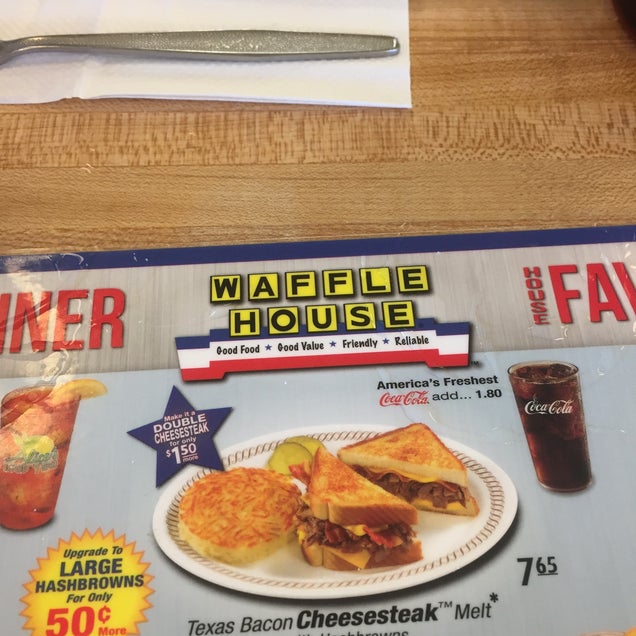 INER
WAFFLE
HOUSE
Good Food ★ Good Value ★ Friendly ★ Reliable
HOUSE
FA
America's Freshest
Coca-Cola add... 1.80
Coca-Cola
Make it a
DOUBLE
CHEESESTEAK
for only
$1 50
more
Upgrade To
LARGE
HASHBROWNS
For Only
50¢
More
7 65
Texas Bacon Cheesesteak™ Melt*